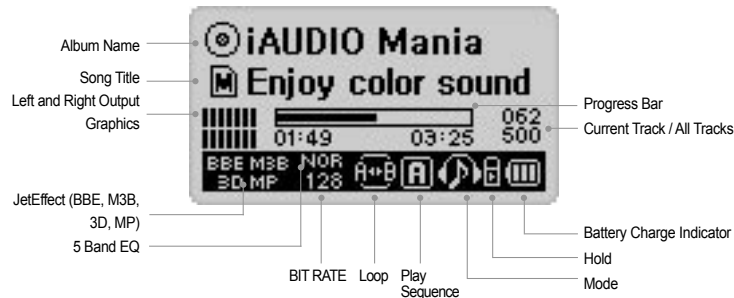 Album Name
iAUDIO Mania
Song Title
Enjoy color sound
Left and Right Output
Graphics
Progress Bar
062
500
Current Track / All Tracks
01:49
03:25
BBE M3B
3D MP
NOR
128
A↔B
A
JetEffect (BBE, M3B,
3D, MP)
5 Band EQ
BIT RATE
Loop
Play
Sequence
Mode
Hold
Battery Charge Indicator